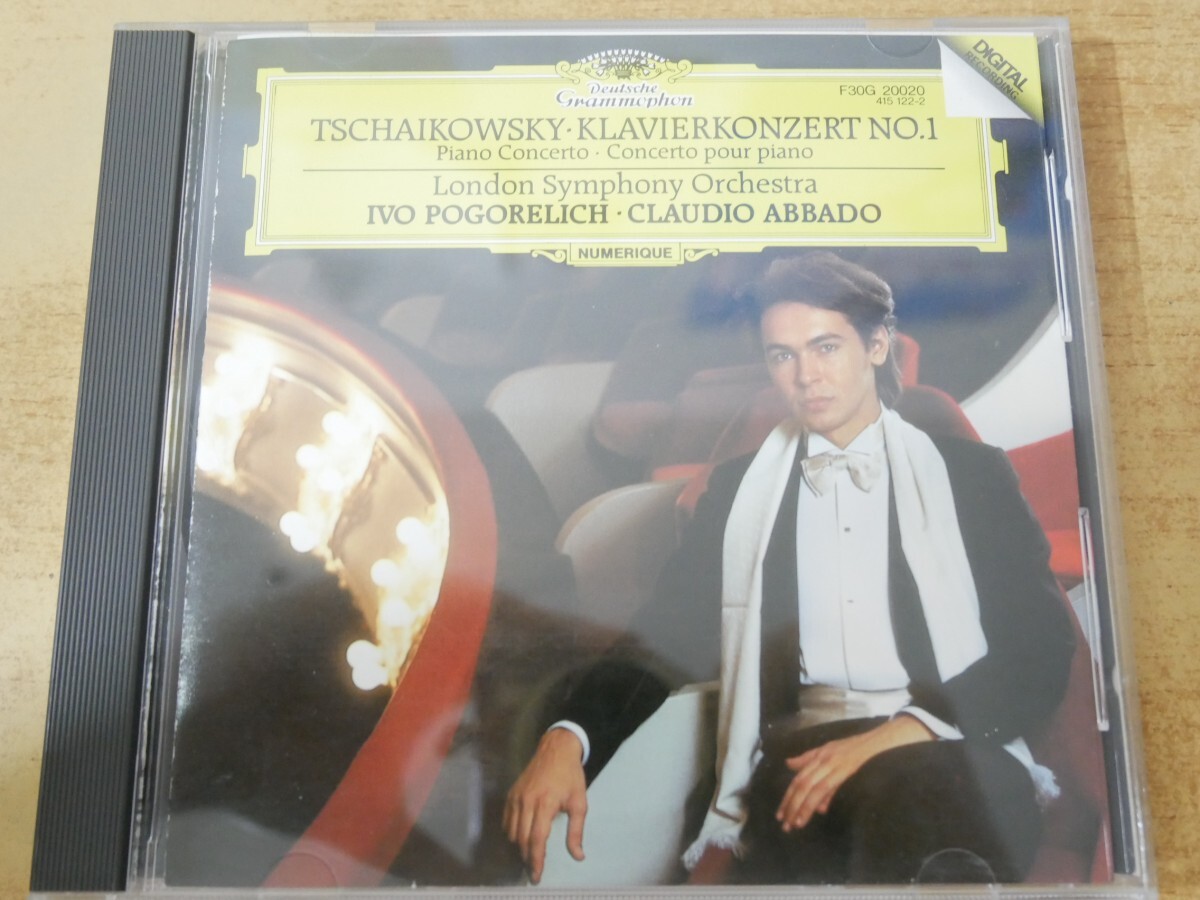 DIGITAL
RECORDING
Deutsche
Grammophon
F30G 20020
415 122-2
TSCHAIKOWSKY · KLAVIERKONZERT NO.1
Piano Concerto · Concerto pour piano
London Symphony Orchestra
IVO POGORELICH · CLAUDIO ABBADO
NUMERIQUE